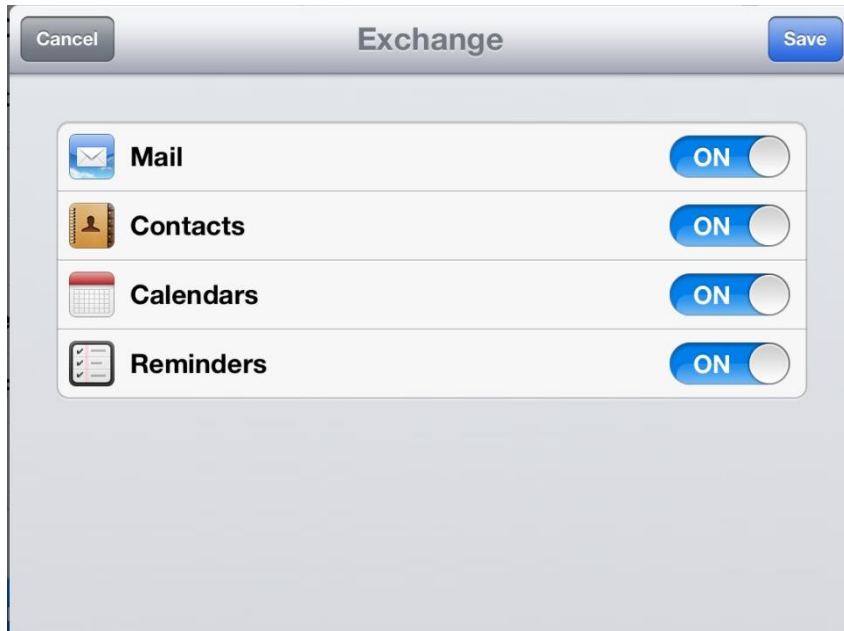 Cancel Exchange Save
Mail ON
Contacts ON
Calendars ON
Reminders ON